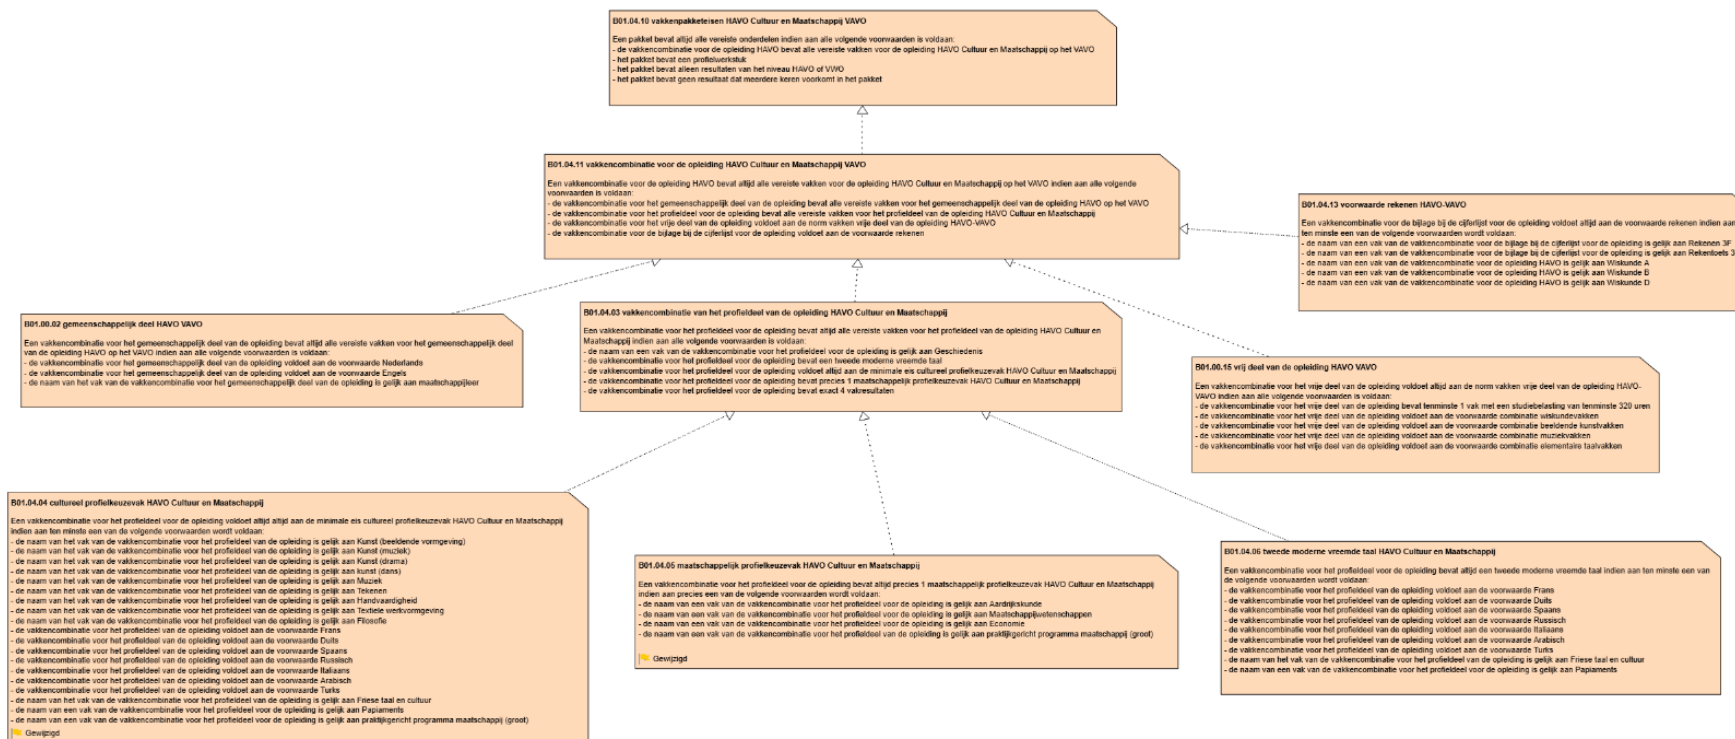 B01.04.10 vakkenpakketeisen HAVO Cultuur en Maatschappij VAVO
Een pakket bevat altijd alle vereiste onderdelen indien aan alle volgende voorwaarden is voldaan:
- de vakkencombinatie voor de opleiding HAVO bevat alle vereiste vakken voor de opleiding HAVO Cultuur en Maatschappij op het VAVO
- het pakket bevat een profielwerkstuk
- het pakket bevat alleen resultaten van het niveau HAVO of VWO
- het pakket bevat geen resultaat dat meerdere keren voorkomt in het pakket
B01.04.11 vakkencombinatie voor de opleiding HAVO Cultuur en Maatschappij VAVO
Een vakkencombinatie voor de opleiding HAVO bevat altijd alle vereiste vakken voor de opleiding HAVO Cultuur en Maatschappij op het VAVO indien aan alle volgende
voorwaarden is voldaan:
- de vakkencombinatie voor het gemeenschappelijk deel van de opleiding bevat alle vereiste vakken voor het gemeenschappelijk deel van de opleiding HAVO op het VAVO
- de vakkencombinatie voor het profieldeel voor de opleiding bevat alle vereiste vakken voor het profieldeel van de opleiding HAVO Cultuur en Maatschappij
- de vakkencombinatie voor het vrije deel van de opleiding voldoet aan de norm vakken vrije deel van de opleiding HAVO-VAVO
- de vakkencombinatie voor de bijlage bij de cijferlijst voor de opleiding voldoet aan de voorwaarde rekenen
B01.04.13 voorwaarde rekenen HAVO-VAVO
Een vakkencombinatie voor de bijlage bij de cijferlijst voor de opleiding voldoet altijd aan de voorwaarde rekenen indien aan
ten minste een van de volgende voorwaarden wordt voldaan:
- de naam van een vak van de vakkencombinatie voor de bijlage bij de cijferlijst voor de opleiding is gelijk aan Rekenen 3F
- de naam van een vak van de vakkencombinatie voor de bijlage bij de cijferlijst voor de opleiding is gelijk aan Rekentoets 3
- de naam van een vak van de vakkencombinatie voor de opleiding HAVO is gelijk aan Wiskunde A
- de naam van een vak van de vakkencombinatie voor de opleiding HAVO is gelijk aan Wiskunde B
- de naam van een vak van de vakkencombinatie voor de opleiding HAVO is gelijk aan Wiskunde D
B01.00.02 gemeenschappelijk deel HAVO VAVO
Een vakkencombinatie voor het gemeenschappelijk deel van de opleiding bevat altijd alle vereiste vakken voor het gemeenschappelijk deel
van de opleiding HAVO op het VAVO indien aan alle volgende voorwaarden is voldaan:
- de vakkencombinatie voor het gemeenschappelijk deel van de opleiding voldoet aan de voorwaarde Nederlands
- de vakkencombinatie voor het gemeenschappelijk deel van de opleiding voldoet aan de voorwaarde Engels
- de naam van het vak van de vakkencombinatie voor het gemeenschappelijk deel van de opleiding is gelijk aan maatschappijleer
B01.04.03 vakkencombinatie van het profieldeel van de opleiding HAVO Cultuur en Maatschappij
Een vakkencombinatie voor het profieldeel voor de opleiding bevat altijd alle vereiste vakken voor het profieldeel van de opleiding HAVO Cultuur en
Maatschappij indien aan alle volgende voorwaarden is voldaan:
- de naam van een vak van de vakkencombinatie voor het profieldeel voor de opleiding is gelijk aan Geschiedenis
- de vakkencombinatie voor het profieldeel voor de opleiding bevat een tweede moderne vreemde taal
- de vakkencombinatie voor het profieldeel voor de opleiding voldoet altijd aan de minimale eis cultureel profielkeuzevak HAVO Cultuur en Maatschappij
- de vakkencombinatie voor het profieldeel voor de opleiding bevat precies 1 maatschappelijk profielkeuzevak HAVO Cultuur en Maatschappij
- de vakkencombinatie voor het profieldeel voor de opleiding bevat exact 4 vakresultaten
B01.00.15 vrij deel van de opleiding HAVO VAVO
Een vakkencombinatie voor het vrije deel van de opleiding voldoet altijd aan de norm vakken vrije deel van de opleiding HAVO-
VAVO indien aan alle volgende voorwaarden is voldaan:
- de vakkencombinatie voor het vrije deel van de opleiding bevat tenminste 1 vak met een studiebelasting van tenminste 320 uren
- de vakkencombinatie voor het vrije deel van de opleiding voldoet aan de voorwaarde combinatie wiskundevakken
- de vakkencombinatie voor het vrije deel van de opleiding voldoet aan de voorwaarde combinatie beeldende kunstvakken
- de vakkencombinatie voor het vrije deel van de opleiding voldoet aan de voorwaarde combinatie muziekvakken
- de vakkencombinatie voor het vrije deel van de opleiding voldoet aan de voorwaarde combinatie elementaire taalvakken
B01.04.04 cultureel profielkeuzevak HAVO Cultuur en Maatschappij
Een vakkencombinatie voor het profieldeel voor de opleiding voldoet altijd altijd aan de minimale eis cultureel profielkeuzevak HAVO Cultuur en Maatschappij
indien aan ten minste een van de volgende voorwaarden wordt voldaan:
- de naam van het vak van de vakkencombinatie voor het profieldeel van de opleiding is gelijk aan Kunst (beeldende vormgeving)
- de naam van het vak van de vakkencombinatie voor het profieldeel van de opleiding is gelijk aan Kunst (muziek)
- de naam van het vak van de vakkencombinatie voor het profieldeel van de opleiding is gelijk aan Kunst (drama)
- de naam van het vak van de vakkencombinatie voor het profieldeel van de opleiding is gelijk aan kunst (dans)
- de naam van het vak van de vakkencombinatie voor het profieldeel van de opleiding is gelijk aan Muziek
- de naam van het vak van de vakkencombinatie voor het profieldeel van de opleiding is gelijk aan Tekenen
- de naam van het vak van de vakkencombinatie voor het profieldeel van de opleiding is gelijk aan Handvaardigheid
- de naam van het vak van de vakkencombinatie voor het profieldeel van de opleiding is gelijk aan Textiele werkvormgeving
- de naam van het vak van de vakkencombinatie voor het profieldeel van de opleiding is gelijk aan Filosofie
- de vakkencombinatie voor het profieldeel van de opleiding voldoet aan de voorwaarde Frans
- de vakkencombinatie voor het profieldeel van de opleiding voldoet aan de voorwaarde Duits
- de vakkencombinatie voor het profieldeel van de opleiding voldoet aan de voorwaarde Spaans
- de vakkencombinatie voor het profieldeel van de opleiding voldoet aan de voorwaarde Russisch
- de vakkencombinatie voor het profieldeel van de opleiding voldoet aan de voorwaarde Italiaans
- de vakkencombinatie voor het profieldeel van de opleiding voldoet aan de voorwaarde Arabisch
- de vakkencombinatie voor het profieldeel van de opleiding voldoet aan de voorwaarde Turks
- de naam van het vak van de vakkencombinatie voor het profieldeel van de opleiding is gelijk aan Friese taal en cultuur
- de naam van een vak van de vakkencombinatie voor het profieldeel voor de opleiding is gelijk aan Papiaments
- de naam van een vak van de vakkencombinatie voor het profieldeel voor de opleiding is gelijk aan praktijkgericht programma maatschappij (groot)
Gewijzigd
B01.04.05 maatschappelijk profielkeuzevak HAVO Cultuur en Maatschappij
Een vakkencombinatie voor het profieldeel voor de opleiding bevat altijd precies 1 maatschappelijk profielkeuzevak HAVO Cultuur en Maatschappij
indien aan precies een van de volgende voorwaarden wordt voldaan:
- de naam van een vak van de vakkencombinatie voor het profieldeel voor de opleiding is gelijk aan Aardrijkskunde
- de naam van een vak van de vakkencombinatie voor het profieldeel voor de opleiding is gelijk aan Maatschappijwetenschappen
- de naam van een vak van de vakkencombinatie voor het profieldeel voor de opleiding is gelijk aan Economie
- de naam van een vak van de vakkencombinatie voor het profieldeel van de opleiding is gelijk aan praktijkgericht programma maatschappij (groot)
Gewijzigd
B01.04.06 tweede moderne vreemde taal HAVO Cultuur en Maatschappij
Een vakkencombinatie voor het profieldeel voor de opleiding bevat altijd een tweede moderne vreemde taal indien aan ten minste een van
de volgende voorwaarden wordt voldaan:
- de vakkencombinatie voor het profieldeel van de opleiding voldoet aan de voorwaarde Frans
- de vakkencombinatie voor het profieldeel van de opleiding voldoet aan de voorwaarde Duits
- de vakkencombinatie voor het profieldeel van de opleiding voldoet aan de voorwaarde Spaans
- de vakkencombinatie voor het profieldeel van de opleiding voldoet aan de voorwaarde Russisch
- de vakkencombinatie voor het profieldeel van de opleiding voldoet aan de voorwaarde Italiaans
- de vakkencombinatie voor het profieldeel van de opleiding voldoet aan de voorwaarde Arabisch
- de vakkencombinatie voor het profieldeel van de opleiding voldoet aan de voorwaarde Turks
- de naam van het vak van de vakkencombinatie voor het profieldeel van de opleiding is gelijk aan Friese taal en cultuur
- de naam van een vak van de vakkencombinatie voor het profieldeel van de opleiding is gelijk aan Papiaments